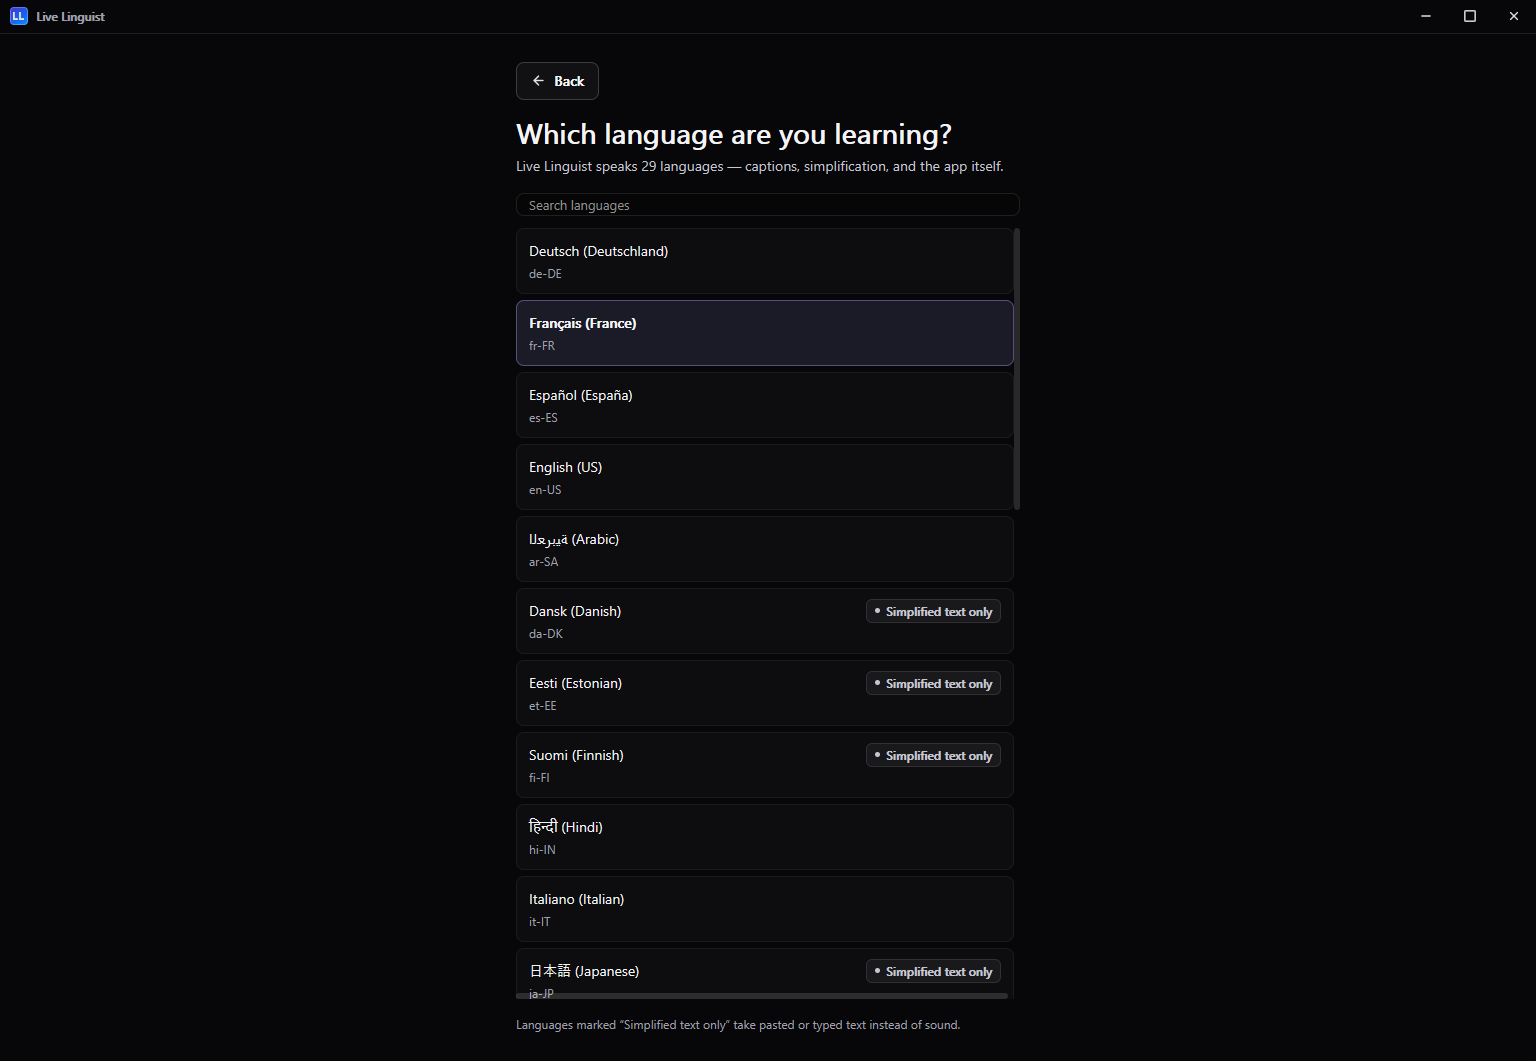 LL Live Linguist
Back
Which language are you learning?
Live Linguist speaks 29 languages — captions, simplification, and the app itself.
Search languages
Deutsch (Deutschland)
de-DE
Français (France)
fr-FR
Español (España)
es-ES
English (US)
en-US
العربية (Arabic)
ar-SA
Dansk (Danish)
Simplified text only
da-DK
Eesti (Estonian)
Simplified text only
et-EE
Suomi (Finnish)
Simplified text only
fi-FI
हिन्दी (Hindi)
hi-IN
Italiano (Italian)
it-IT
日本語 (Japanese)
Simplified text only
ja-JP
Languages marked “Simplified text only” take pasted or typed text instead of sound.